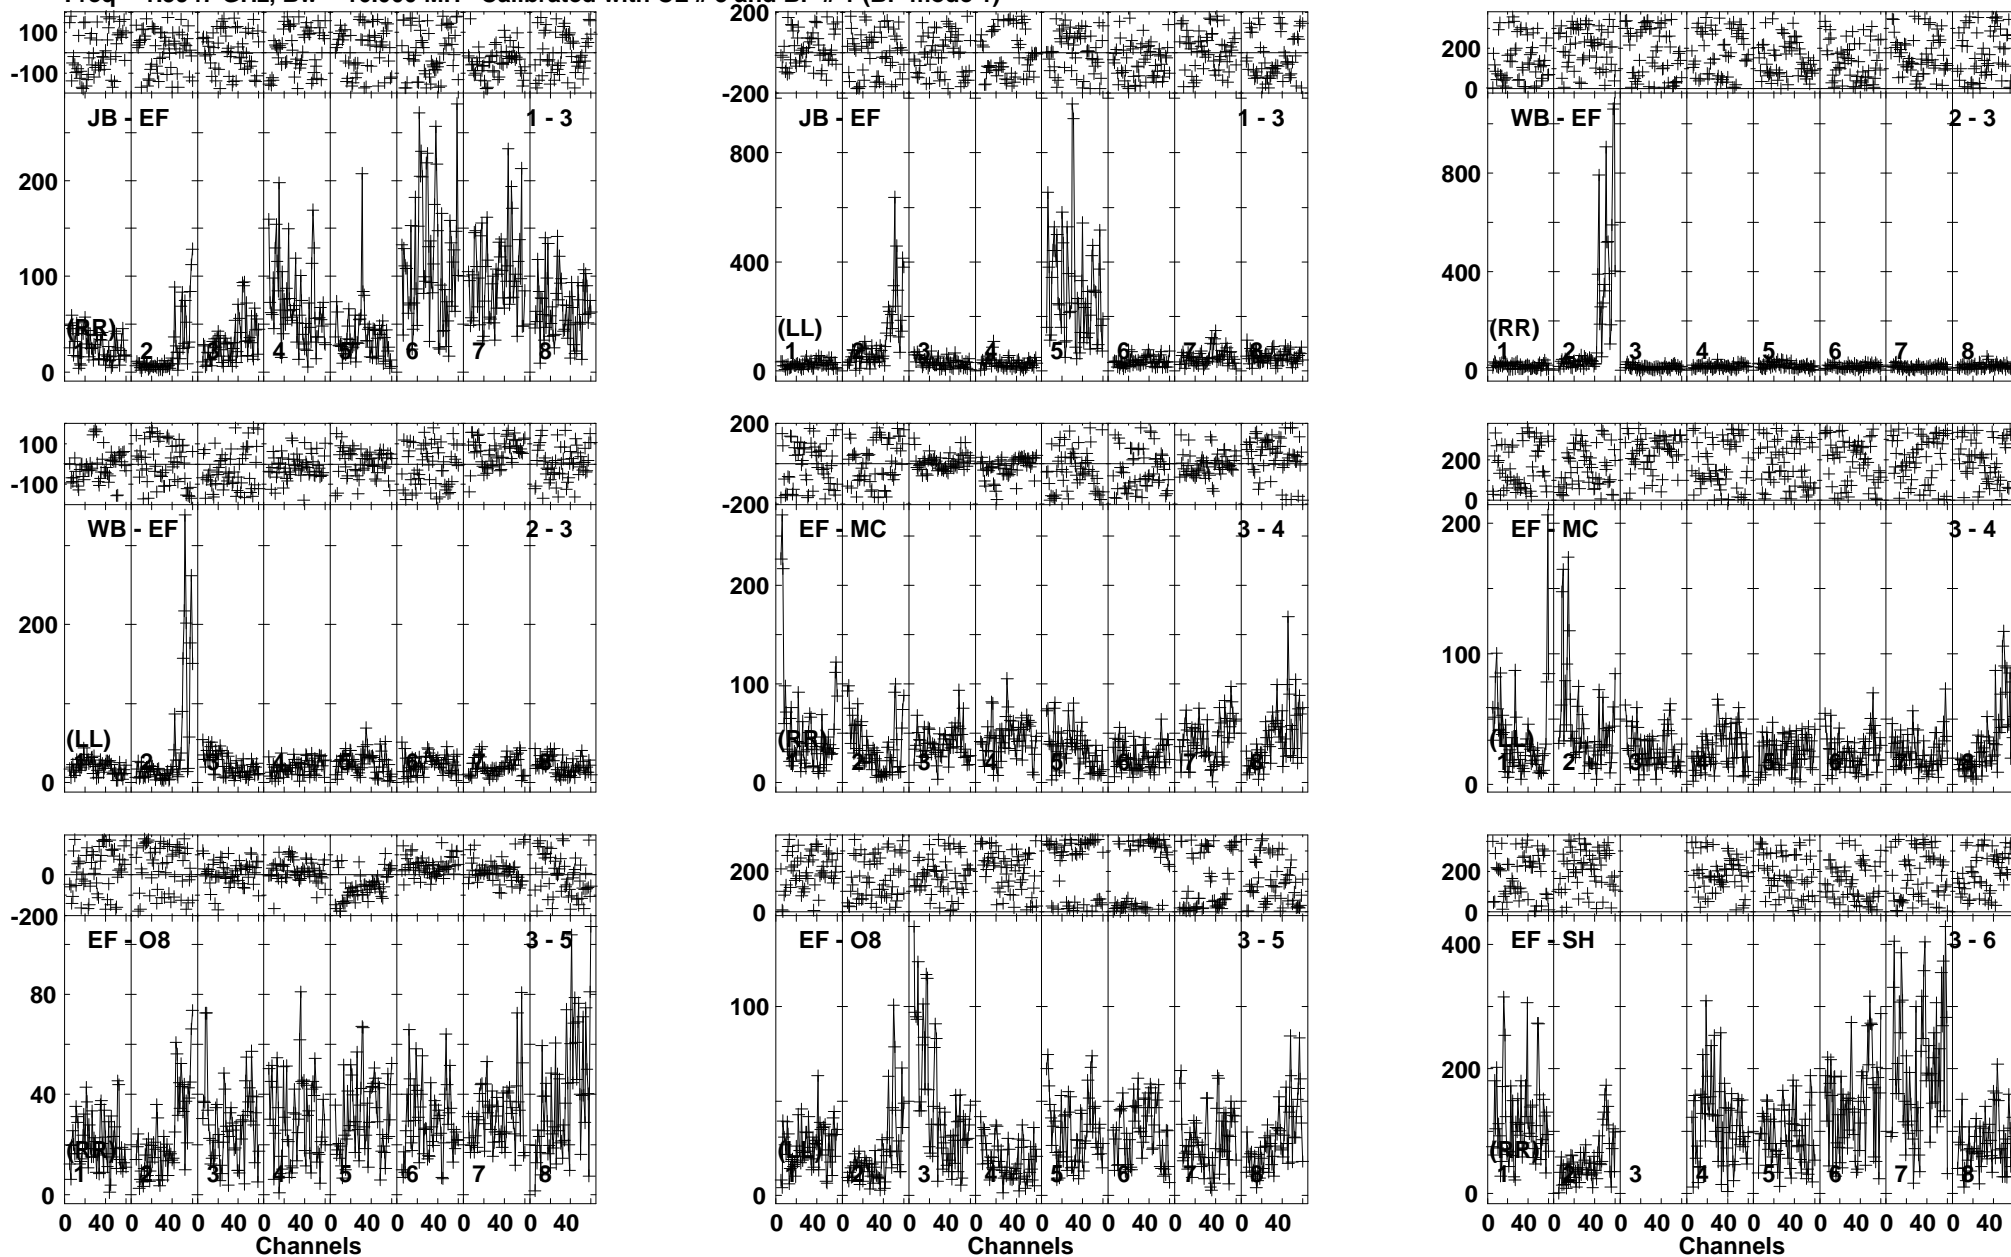 100 -100 200 -200 200 0
JB - EF 1 - 3 JB - EF 1 - 3 WB - EF 2 - 3
200 100 0 800 400 0 800 400 0
(RR) (LL) (RR)
1 2 3 4 5 6 7 8 1 2 3 4 5 6 7 8 1 2 3 4 5 6 7 8
100 -100 200 -200 200 0
WB - EF 2 - 3 EF - MC 3 - 4 EF - MC 3 - 4
200 0 200 100 0 200 100 0
(LL) (RR) (LL)
1 2 3 4 5 6 7 8 1 2 3 4 5 6 7 8 1 2 3 4 5 6 7 8
0 -200 200 0 200 0
EF - O8 3 - 5 EF - O8 3 - 5 EF - SH 3 - 6
80 40 0 100 0 400 200 0
(RR) (LL) (RR)
1 2 3 4 5 6 7 8 1 2 3 4 5 6 7 8 1 2 3 4 5 6 7 8
0 40 0 40 0 40 0 40 0 40 0 40 0 40 0 40 0 40 0 40 0 40 0 40 0 40 0 40 0 40 0 40 0 40 0 40 0 40 0 40 0 40 0 40 0 40 0 40
Channels Channels Channels